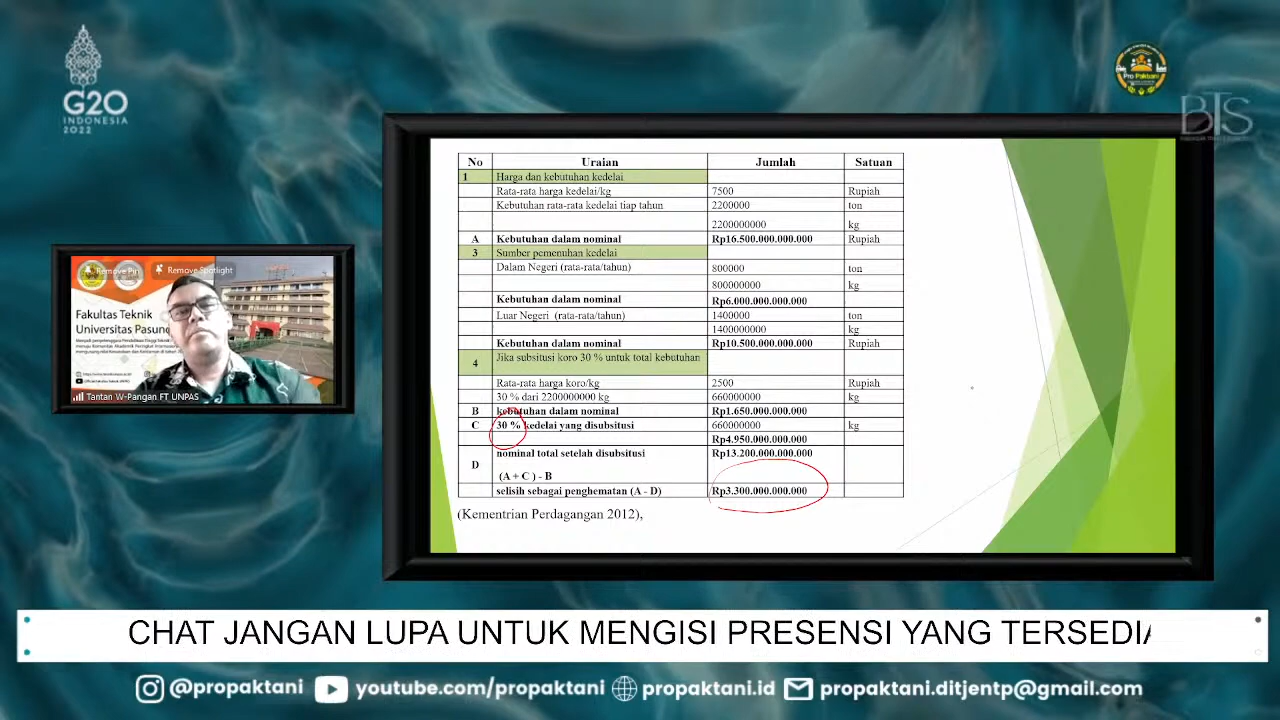 G20
INDONESIA
2022
Pro Paktani
BTS
Remove Pin
Remove Spotlight
Fakultas Teknik
Universitas Pasund
Tantan W-Pangan FT UNPAS
No Uraian Jumlah Satuan
1 Harga dan kebutuhan kedelai
Rata-rata harga kedelai/kg 7500 Rupiah
Kebutuhan rata-rata kedelai tiap tahun 2200000 ton
2200000000 kg
A Kebutuhan dalam nominal Rp16.500.000.000.000 Rupiah
3 Sumber pemenuhan kedelai
Dalam Negeri (rata-rata/tahun) 800000 ton
800000000 kg
Kebutuhan dalam nominal Rp6.000.000.000.000
Luar Negeri (rata-rata/tahun) 1400000 ton
1400000000 kg
Kebutuhan dalam nominal Rp10.500.000.000.000 Rupiah
4 Jika subsitusi koro 30 % untuk total kebutuhan
Rata-rata harga koro/kg 2500 Rupiah
30 % dari 2200000000 kg 660000000 kg
B kebutuhan dalam nominal Rp1.650.000.000.000
C 30 % kedelai yang disubsitusi 660000000 kg
Rp4.950.000.000.000
D nominal total setelah disubsitusi Rp13.200.000.000.000
(A + C ) - B
selisih sebagai penghematan (A - D) Rp3.300.000.000.000
(Kementrian Perdagangan 2012),
CHAT JANGAN LUPA UNTUK MENGISI PRESENSI YANG TERSEDIA
@propaktani youtube.com/propaktani propaktani.id propaktani.ditjentp@gmail.com